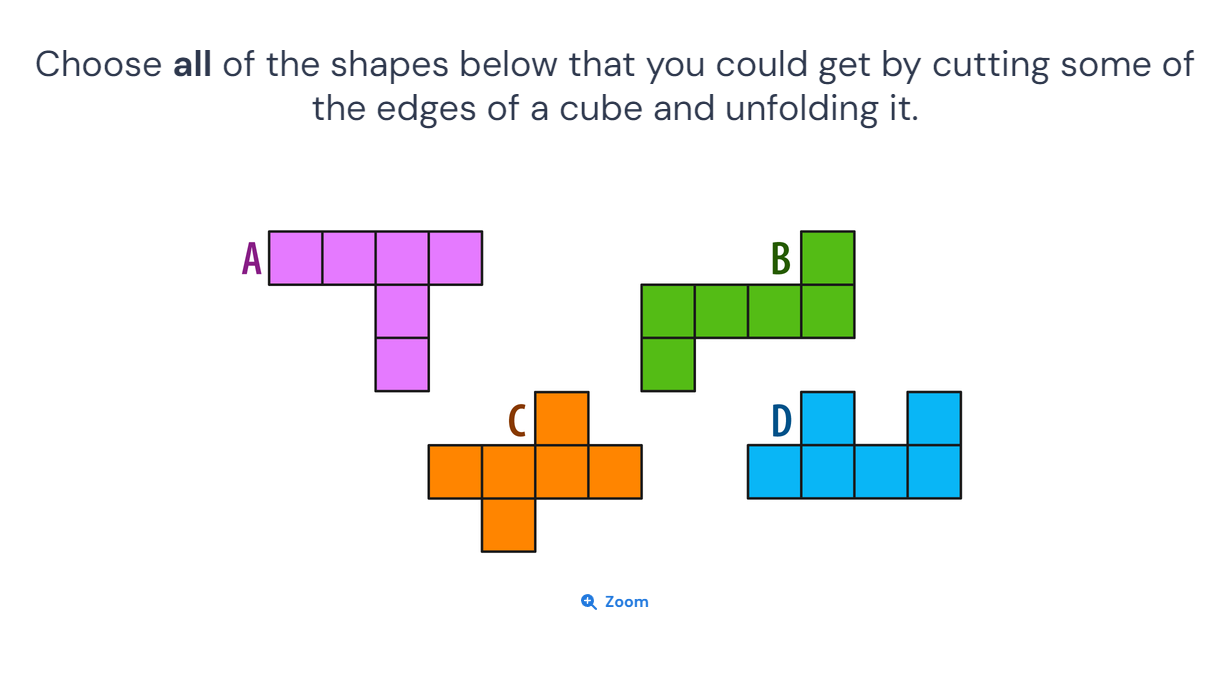 Choose all of the shapes below that you could get by cutting some of
the edges of a cube and unfolding it.
A
B
C
D
Zoom